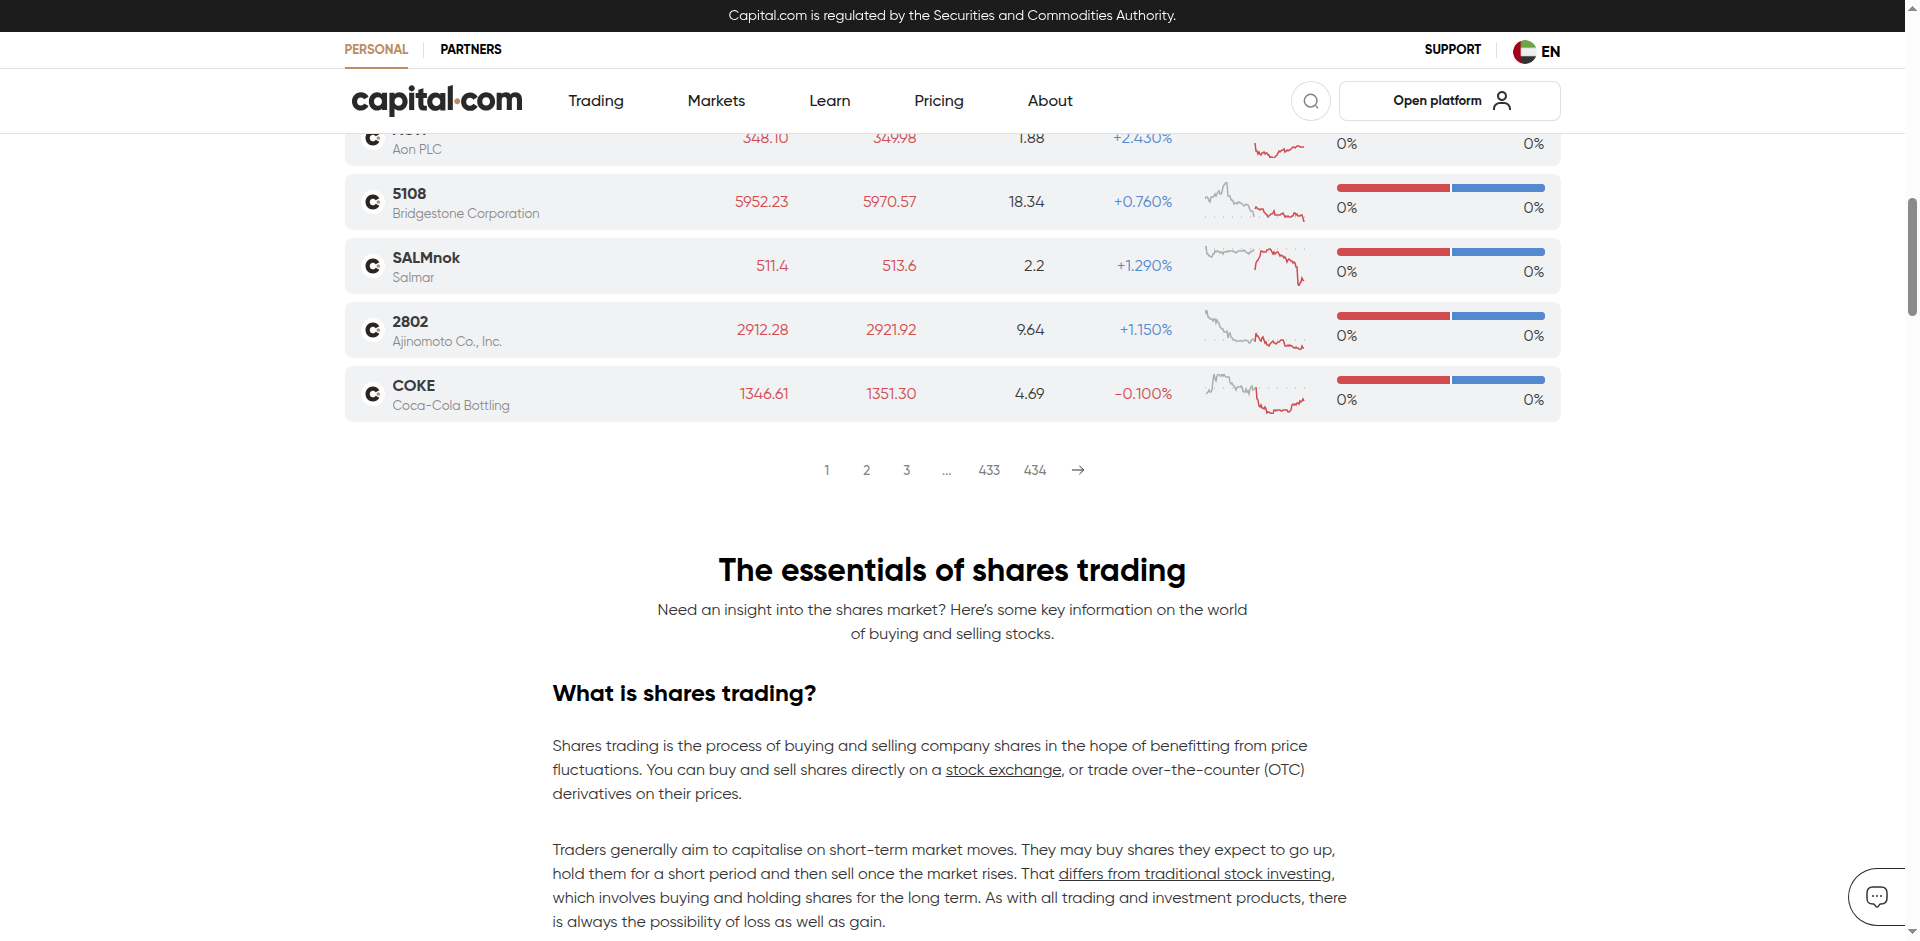 Capital.com is regulated by the Securities and Commodities Authority.
PERSONAL PARTNERS SUPPORT EN
capital.com Trading Markets Learn Pricing About Open platform
348.10 349.98 1.88 +2.430%
Aon PLC 0% 0%
5108
Bridgestone Corporation 5952.23 5970.57 18.34 +0.760% 0% 0%
SALMnok
Salmar 511.4 513.6 2.2 +1.290% 0% 0%
2802
Ajinomoto Co., Inc. 2912.28 2921.92 9.64 +1.150% 0% 0%
COKE
Coca-Cola Bottling 1346.61 1351.30 4.69 -0.100% 0% 0%
1 2 3 ... 433 434 →
The essentials of shares trading
Need an insight into the shares market? Here's some key information on the world
of buying and selling stocks.
What is shares trading?
Shares trading is the process of buying and selling company shares in the hope of benefitting from price
fluctuations. You can buy and sell shares directly on a stock exchange, or trade over-the-counter (OTC)
derivatives on their prices.
Traders generally aim to capitalise on short-term market moves. They may buy shares they expect to go up,
hold them for a short period and then sell once the market rises. That differs from traditional stock investing,
which involves buying and holding shares for the long term. As with all trading and investment products, there
is always the possibility of loss as well as gain.